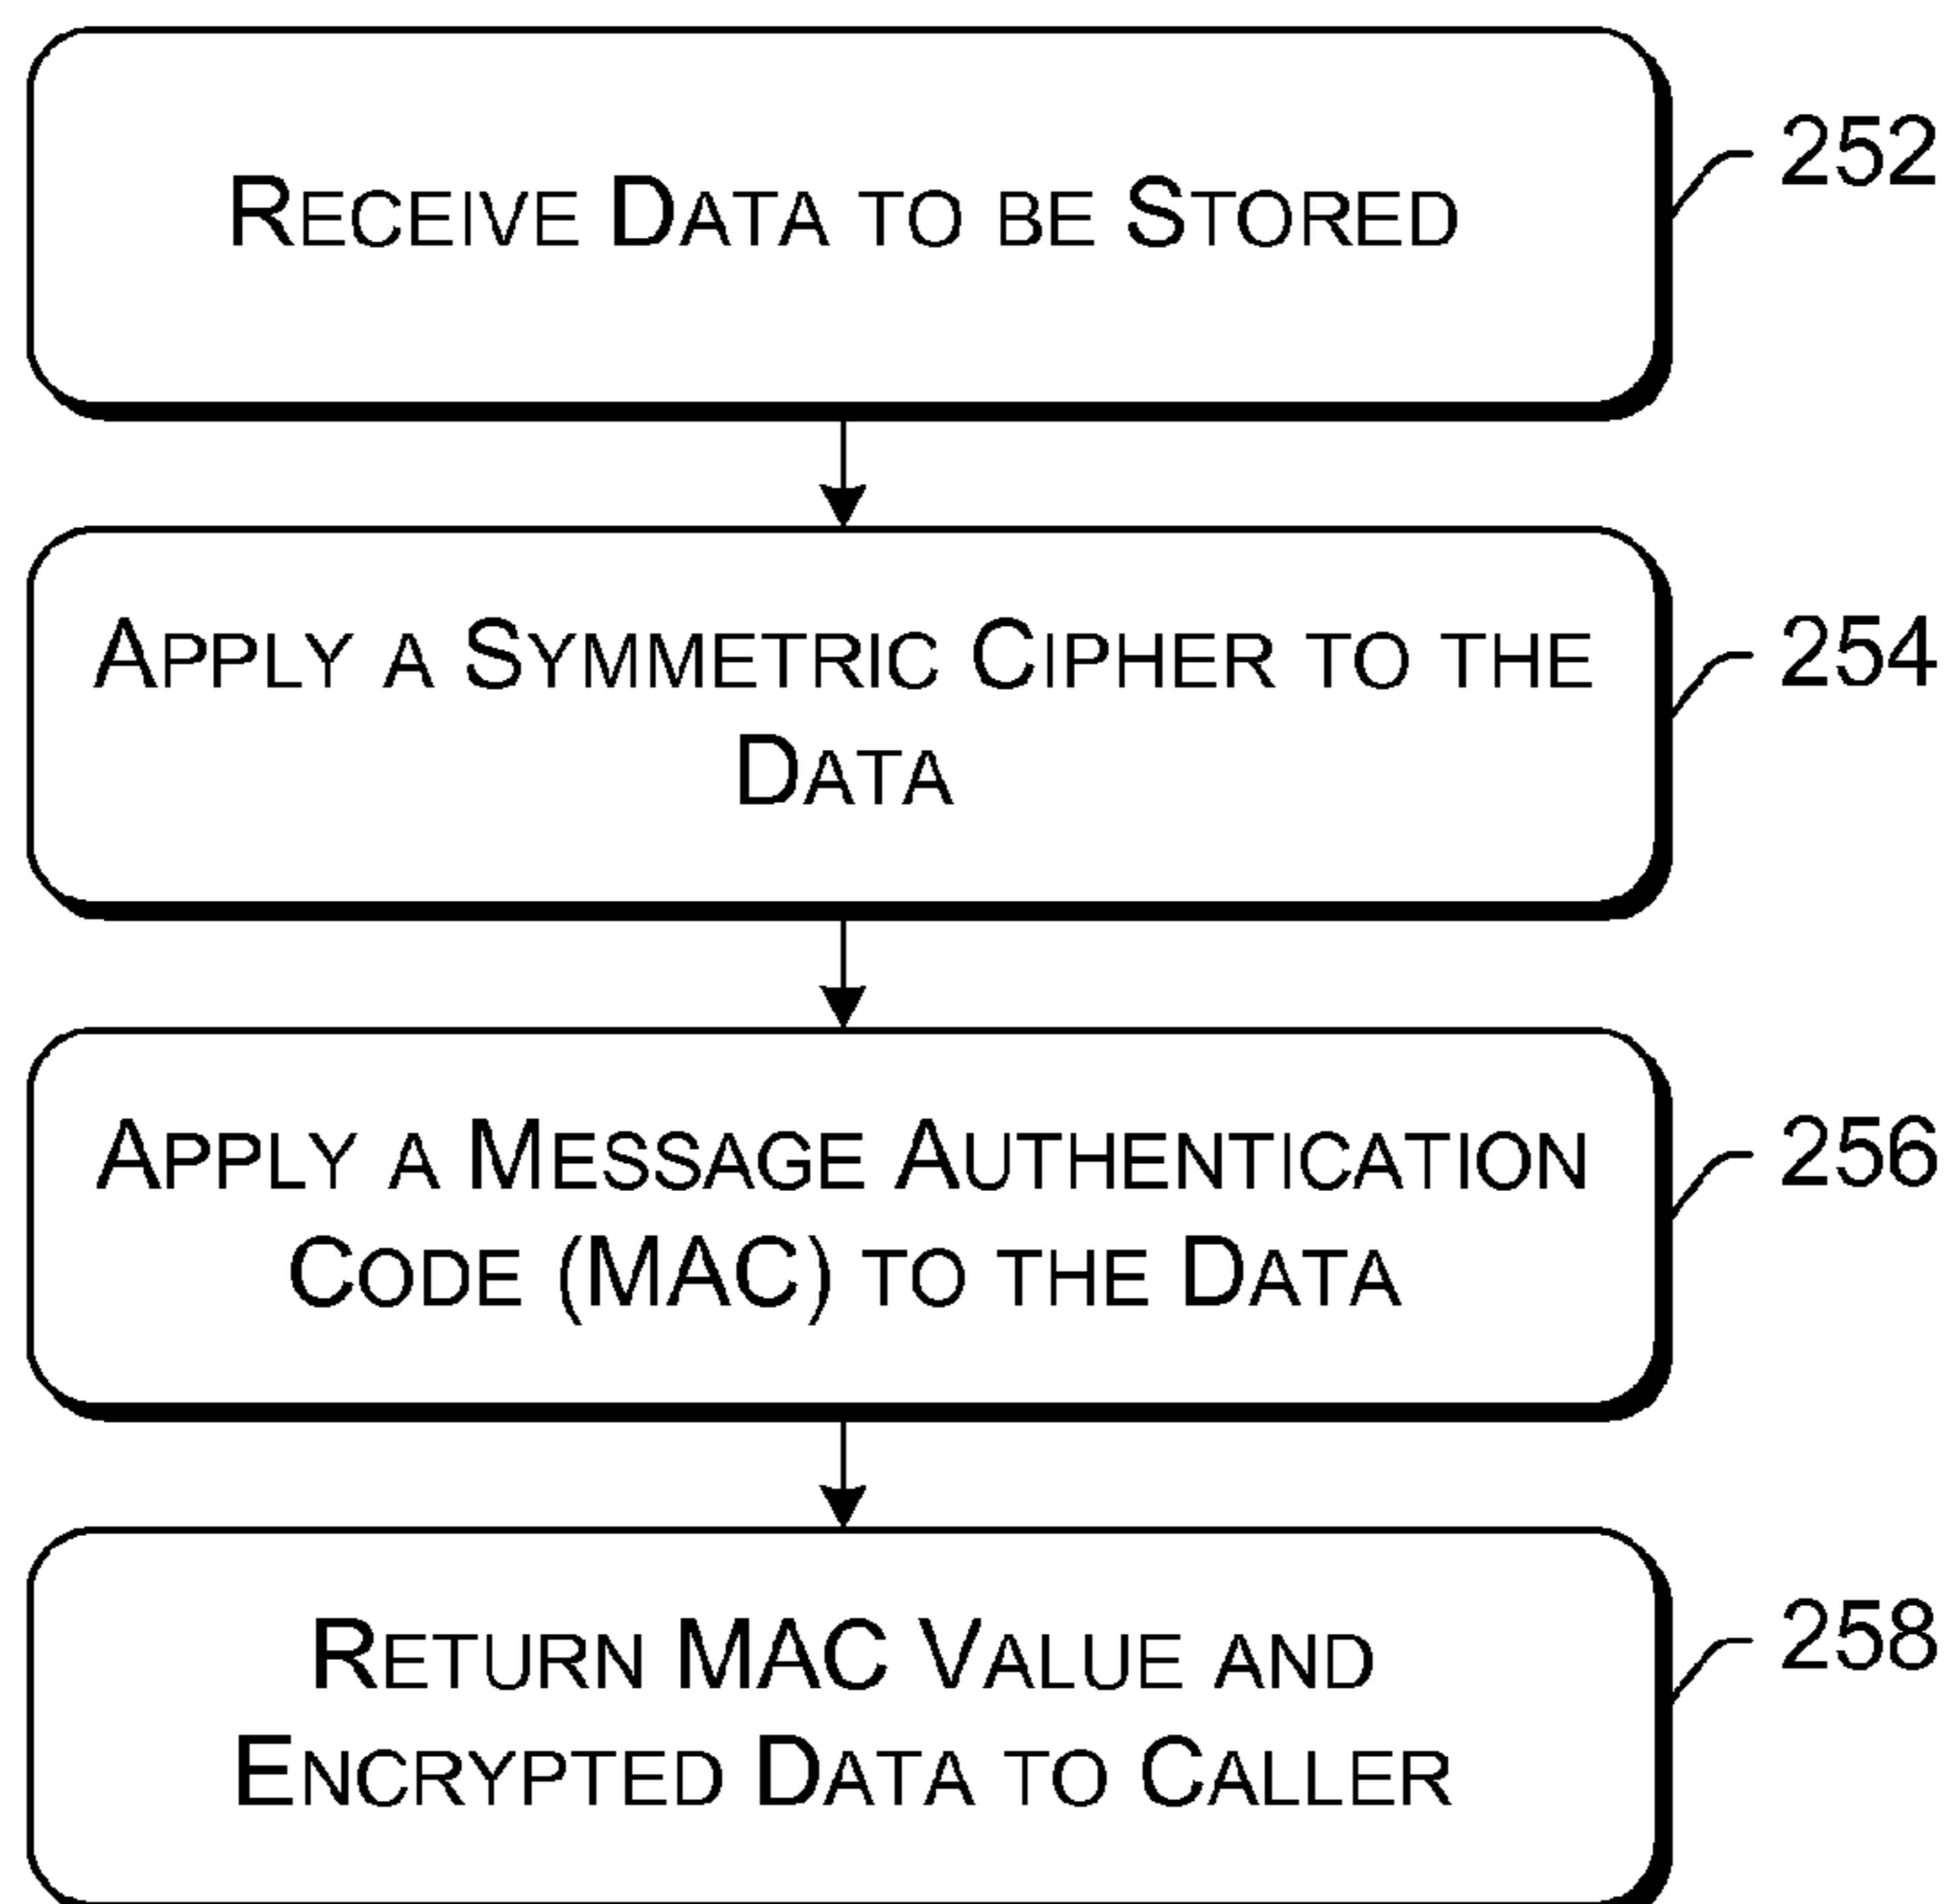 RECEIVE DATA TO BE STORED
252
APPLY A SYMMETRIC CIPHER TO THE
DATA
254
APPLY A MESSAGE AUTHENTICATION
CODE (MAC) TO THE DATA
256
RETURN MAC VALUE AND
ENCRYPTED DATA TO CALLER
258